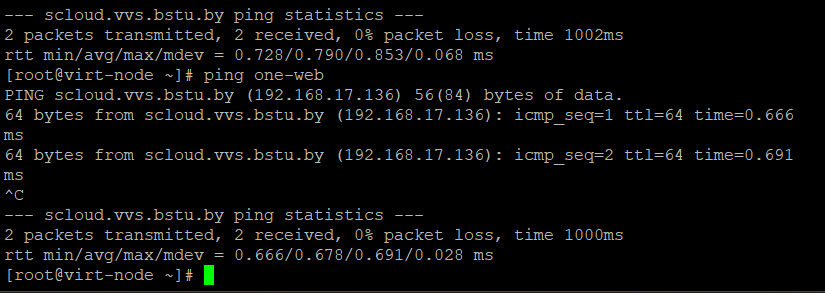 --- scloud.vvs.bstu.by ping statistics ---
2 packets transmitted, 2 received, 0% packet loss, time 1002ms
rtt min/avg/max/mdev = 0.728/0.790/0.853/0.068 ms
[root@virt-node ~]# ping one-web
PING scloud.vvs.bstu.by (192.168.17.136) 56(84) bytes of data.
64 bytes from scloud.vvs.bstu.by (192.168.17.136): icmp_seq=1 ttl=64 time=0.666
ms
64 bytes from scloud.vvs.bstu.by (192.168.17.136): icmp_seq=2 ttl=64 time=0.691
ms
^C
--- scloud.vvs.bstu.by ping statistics ---
2 packets transmitted, 2 received, 0% packet loss, time 1000ms
rtt min/avg/max/mdev = 0.666/0.678/0.691/0.028 ms
[root@virt-node ~]#